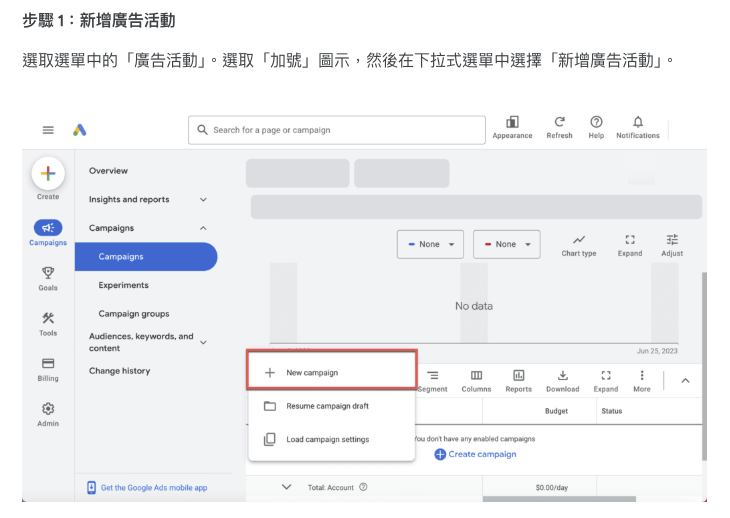 步驟 1：新增廣告活動
選取選單中的「廣告活動」。選取「加號」圖示，然後在下拉式選單中選擇「新增廣告活動」。
Search for a page or campaign
Appearance
Refresh
Help
Notifications
Create
Campaigns
Goals
Tools
Billing
Admin
Overview
Insights and reports
Campaigns
Campaigns
Experiments
Campaign groups
Audiences, keywords, and
content
Change history
Get the Google Ads mobile app
None
None
Chart type
Expand
Adjust
No data
Jun 25, 2023
New campaign
Resume campaign draft
Load campaign settings
Segment
Columns
Reports
Download
Expand
More
Budget
Status
You don't have any enabled campaigns
Create campaign
Total: Account
$0.00/day